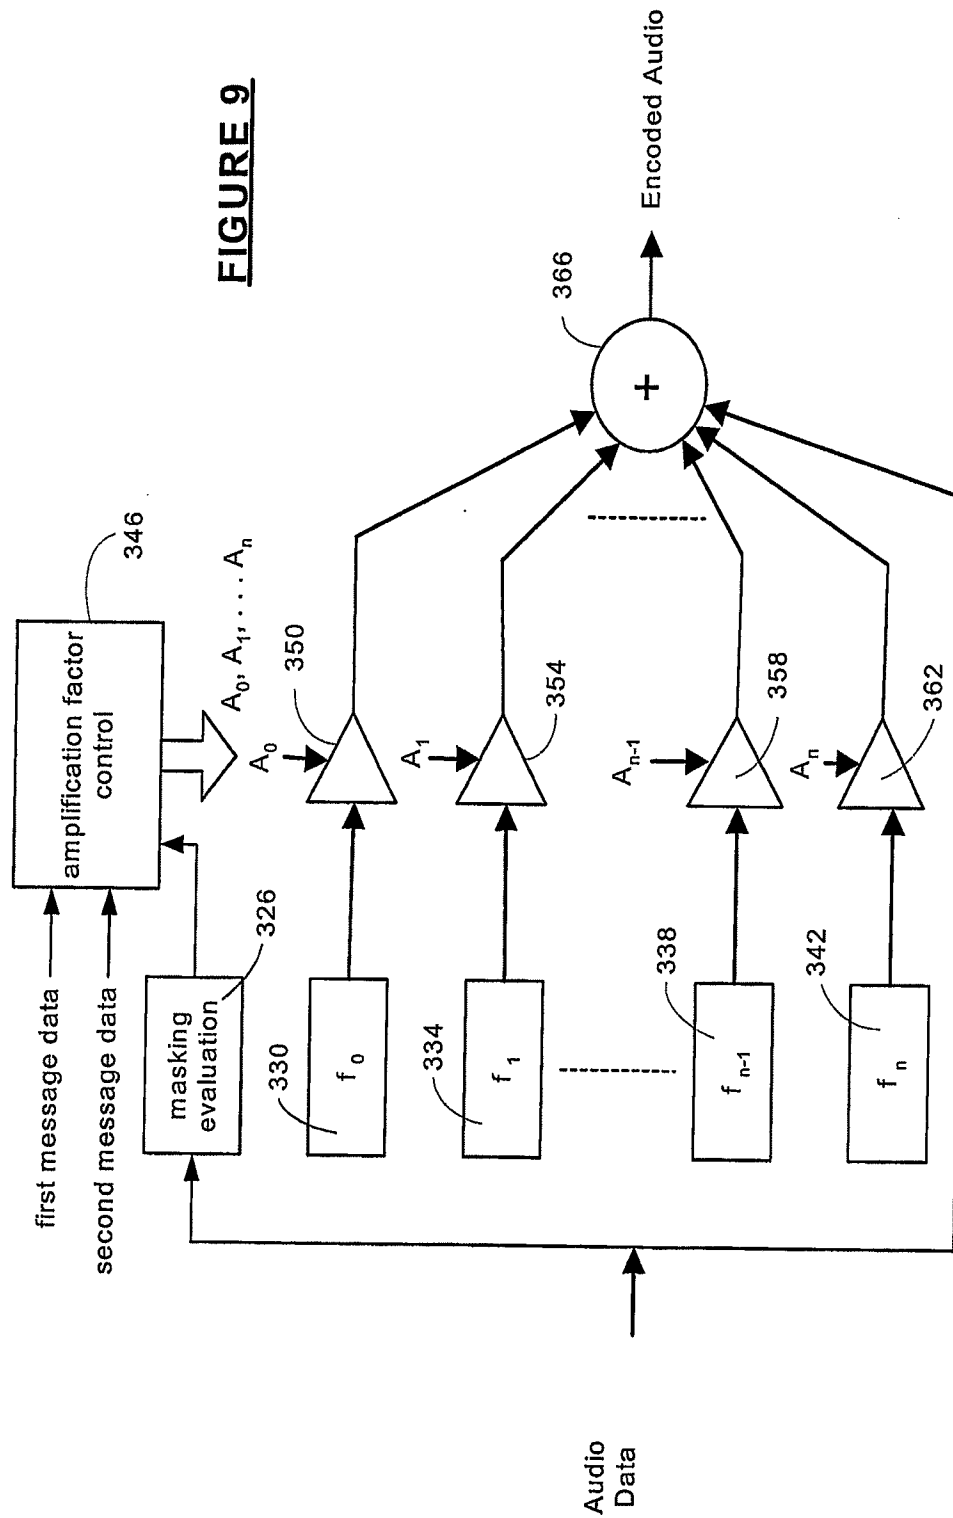 FIGURE 9
first message data
second message data
amplification factor
control
346
masking
evaluation
326
A₀, A₁, . . . Aₙ
330
f₀
A₀
350
334
f₁
A₁
354
338
fₙ₋₁
Aₙ₋₁
358
342
fₙ
Aₙ
362
366
+
Encoded Audio
Audio
Data